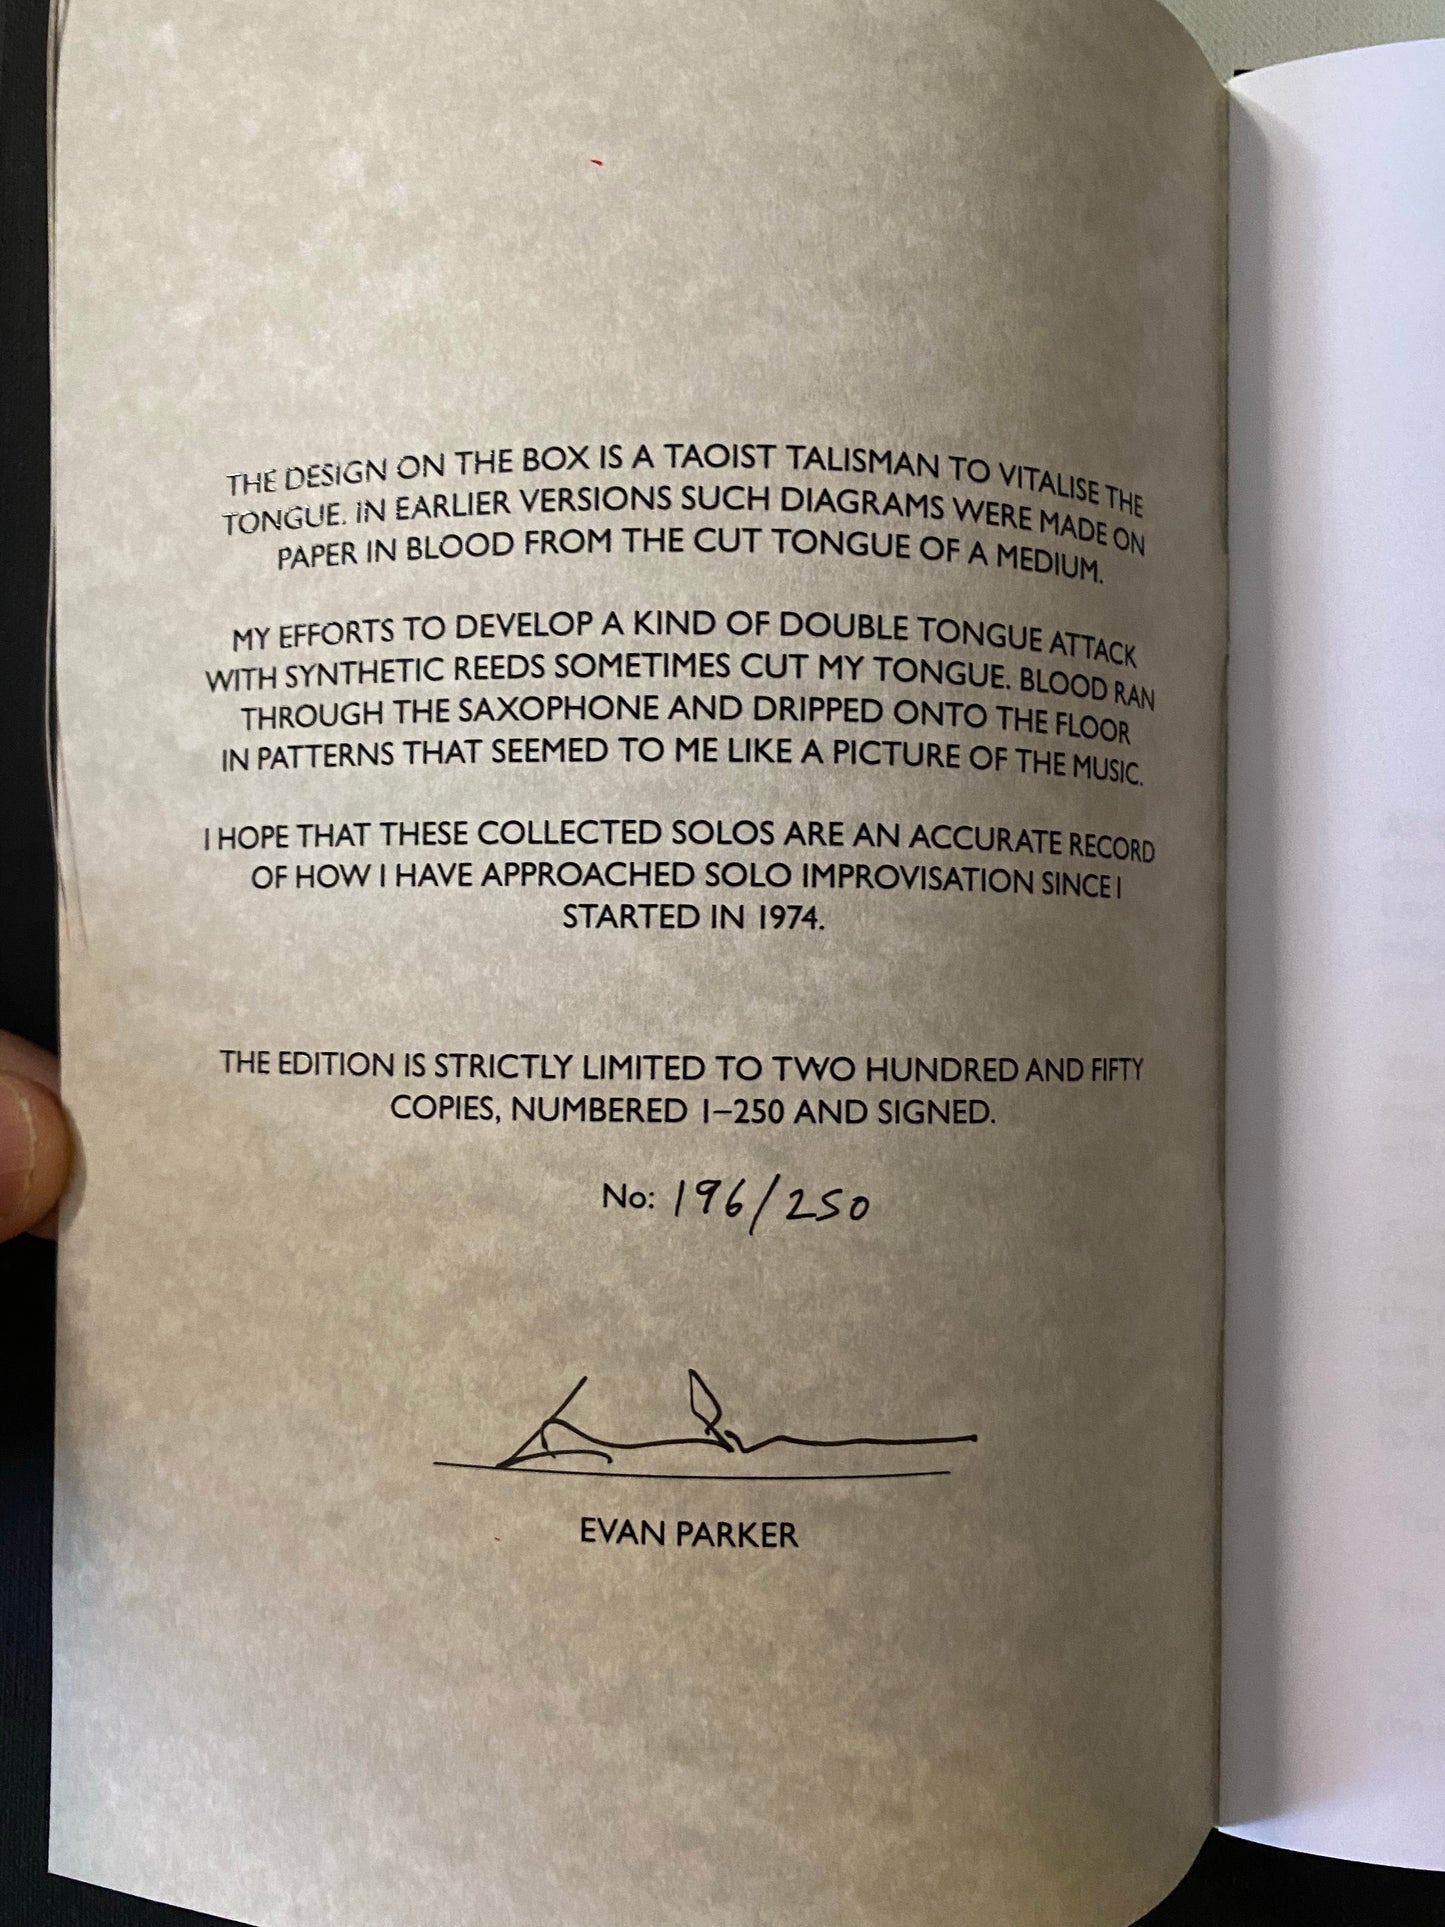 THE DESIGN ON THE BOX IS A TAOIST TALISMAN TO VITALISE THE
TONGUE. IN EARLIER VERSIONS SUCH DIAGRAMS WERE MADE ON
PAPER IN BLOOD FROM THE CUT TONGUE OF A MEDIUM.
MY EFFORTS TO DEVELOP A KIND OF DOUBLE TONGUE ATTACK
WITH SYNTHETIC REEDS SOMETIMES CUT MY TONGUE. BLOOD RAN
THROUGH THE SAXOPHONE AND DRIPPED ONTO THE FLOOR
IN PATTERNS THAT SEEMED TO ME LIKE A PICTURE OF THE MUSIC.
I HOPE THAT THESE COLLECTED SOLOS ARE AN ACCURATE RECORD
OF HOW I HAVE APPROACHED SOLO IMPROVISATION SINCE I
STARTED IN 1974.
THE EDITION IS STRICTLY LIMITED TO TWO HUNDRED AND FIFTY
COPIES, NUMBERED 1–250 AND SIGNED.
No: 196/250
EVAN PARKER